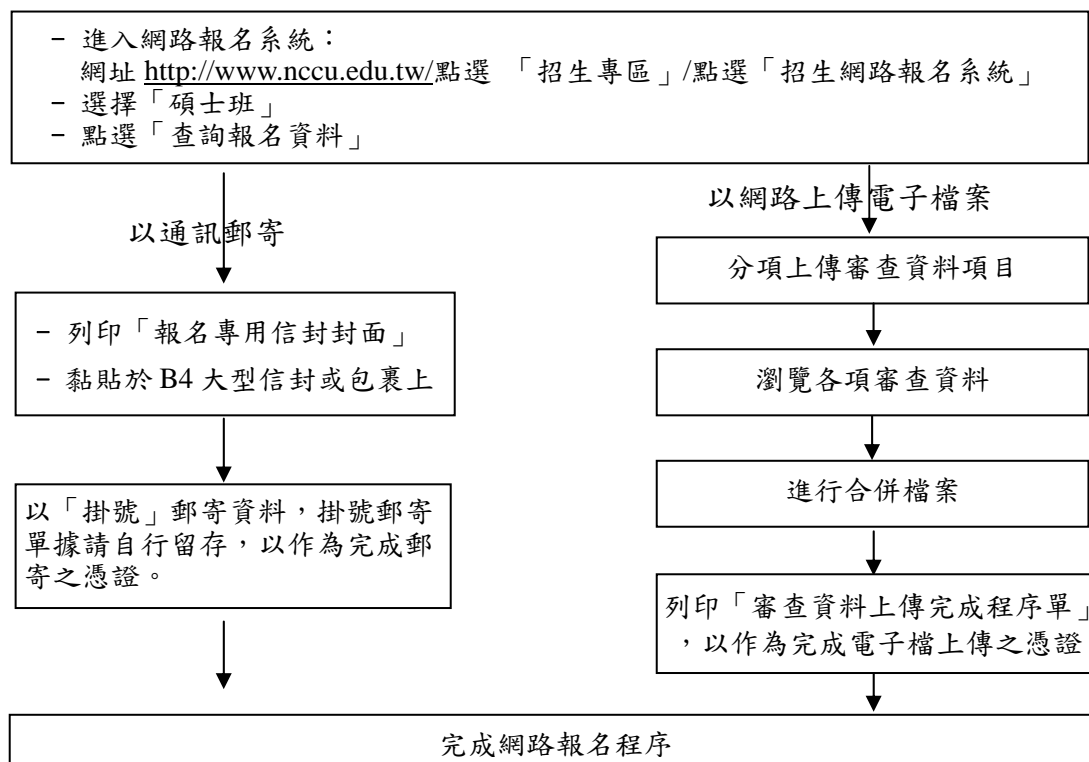 - 進入網路報名系統：
網址 http://www.nccu.edu.tw/點選 「招生專區」/點選「招生網路報名系統」
- 選擇「碩士班」
- 點選「查詢報名資料」
以通訊郵寄
- 列印「報名專用信封封面」
- 黏貼於 B4 大型信封或包裹上
以「掛號」郵寄資料，掛號郵寄
單據請自行留存，以作為完成郵
寄之憑證。
以網路上傳電子檔案
分項上傳審查資料項目
瀏覽各項審查資料
進行合併檔案
列印「審查資料上傳完成程序單」
，以作為完成電子檔上傳之憑證
完成網路報名程序